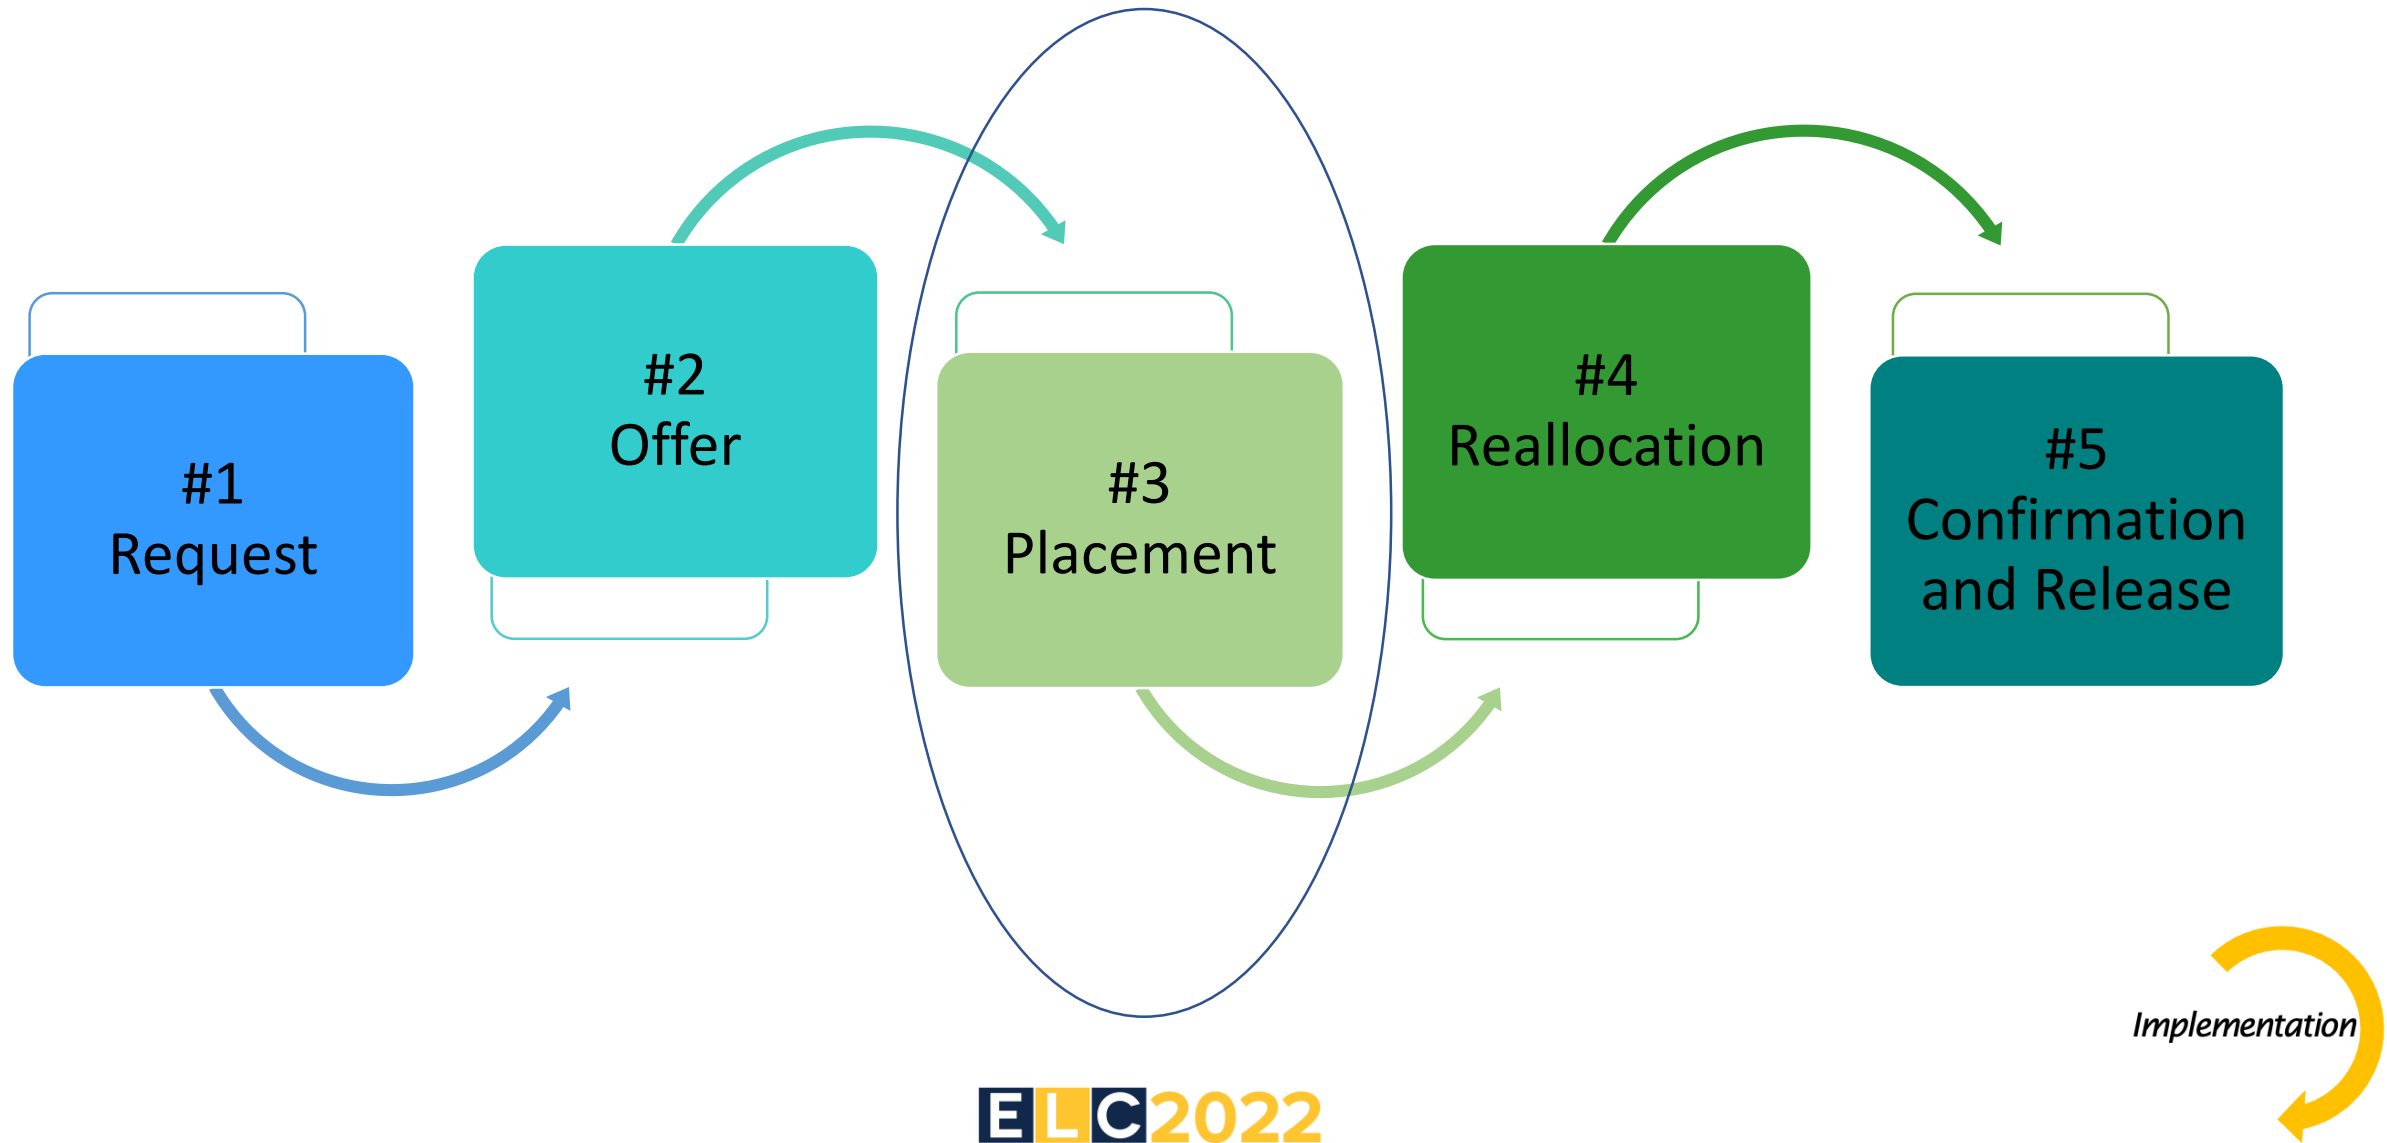 #1
Request
#2
Offer
#3
Placement
#4
Reallocation
#5
Confirmation
and Release
Implementation
ELC2022